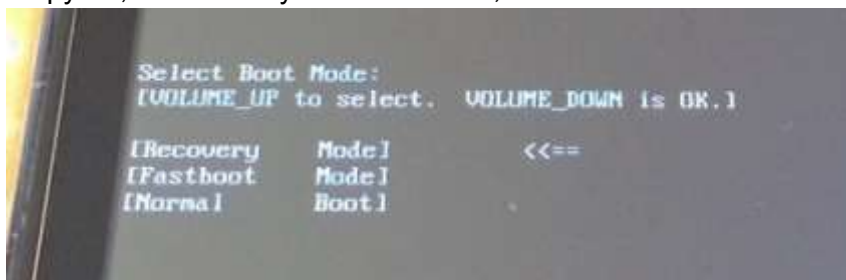 Select Boot Mode:
[VOLUME_UP to select.  VOLUME_DOWN is OK.]
[Recovery    Mode]         <<==
[Fastboot    Mode]
[Normal      Boot]